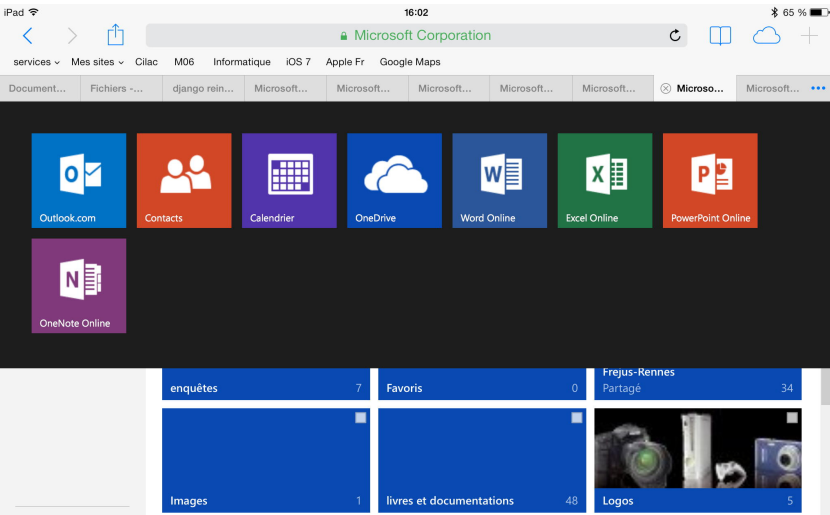 iPad 16:02 65 %
Microsoft Corporation
services Mes sites Cilac M06 Informatique iOS 7 Apple Fr Google Maps
Document... Fichiers -... django rein... Microsoft... Microsoft... Microsoft... Microsoft... Microsoft... Microso... Microsoft...
Outlook.com Contacts Calendrier OneDrive Word Online Excel Online PowerPoint Online
OneNote Online
Frejus-Rennes
enquêtes 7 Favoris 0 Partagé 34
Images 1 livres et documentations 48 Logos 5